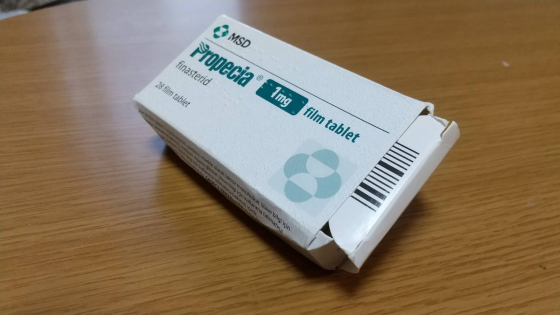 MSD
Propecia®
finasterid
1mg film tablet
28 film tablet